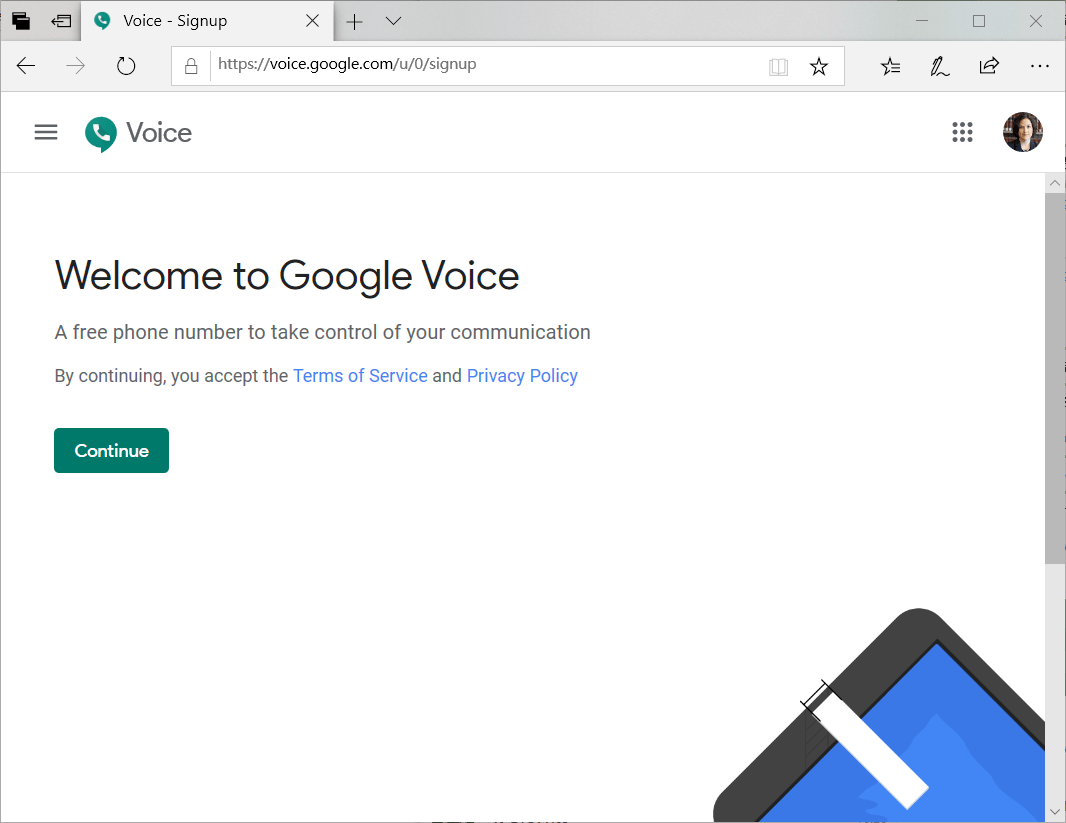 Voice - Signup
https://voice.google.com/u/0/signup
Voice
Welcome to Google Voice
A free phone number to take control of your communication
By continuing, you accept the Terms of Service and Privacy Policy
Continue